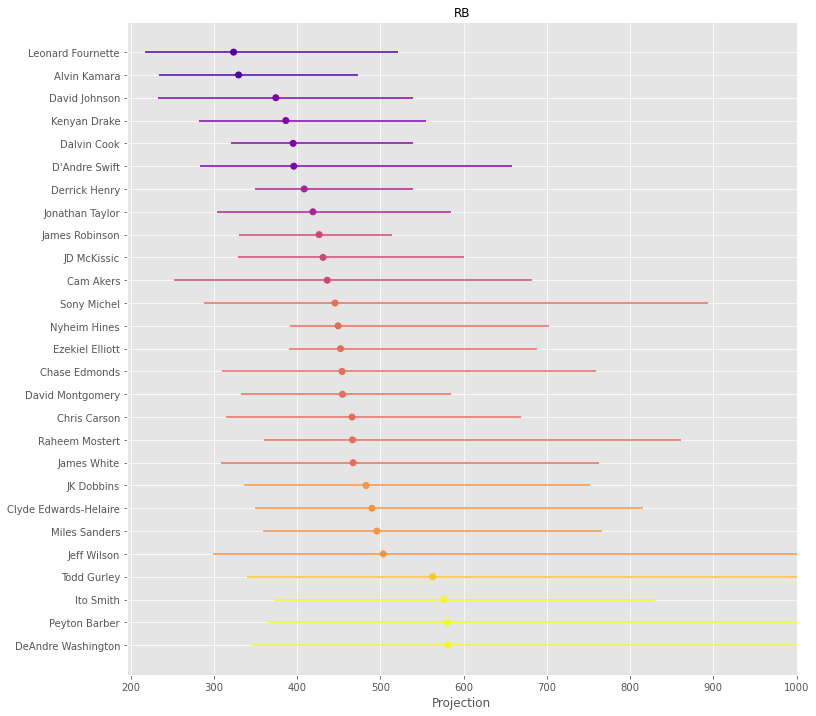 RB
Leonard Fournette
Alvin Kamara
David Johnson
Kenyan Drake
Dalvin Cook
D'Andre Swift
Derrick Henry
Jonathan Taylor
James Robinson
JD McKissic
Cam Akers
Sony Michel
Nyheim Hines
Ezekiel Elliott
Chase Edmonds
David Montgomery
Chris Carson
Raheem Mostert
James White
JK Dobbins
Clyde Edwards-Helaire
Miles Sanders
Jeff Wilson
Todd Gurley
Ito Smith
Peyton Barber
DeAndre Washington
200 300 400 500 600 700 800 900 1000
Projection